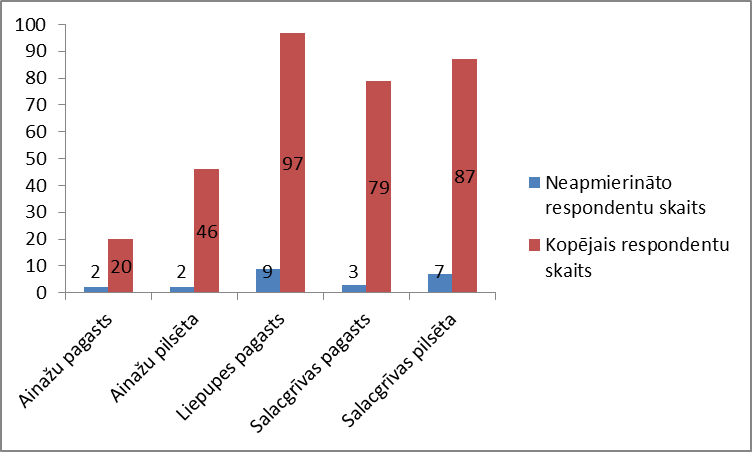 100
90
80
70
60
50
40
30
20
10
0
2
20
2
46
9
97
3
79
7
87
Ainažu pagasts
Ainažu pilsēta
Liepupes pagasts
Salacgrīvas pagasts
Salacgrīvas pilsēta
Neapmierināto
respondentu skaits
Kopējais respondentu
skaits